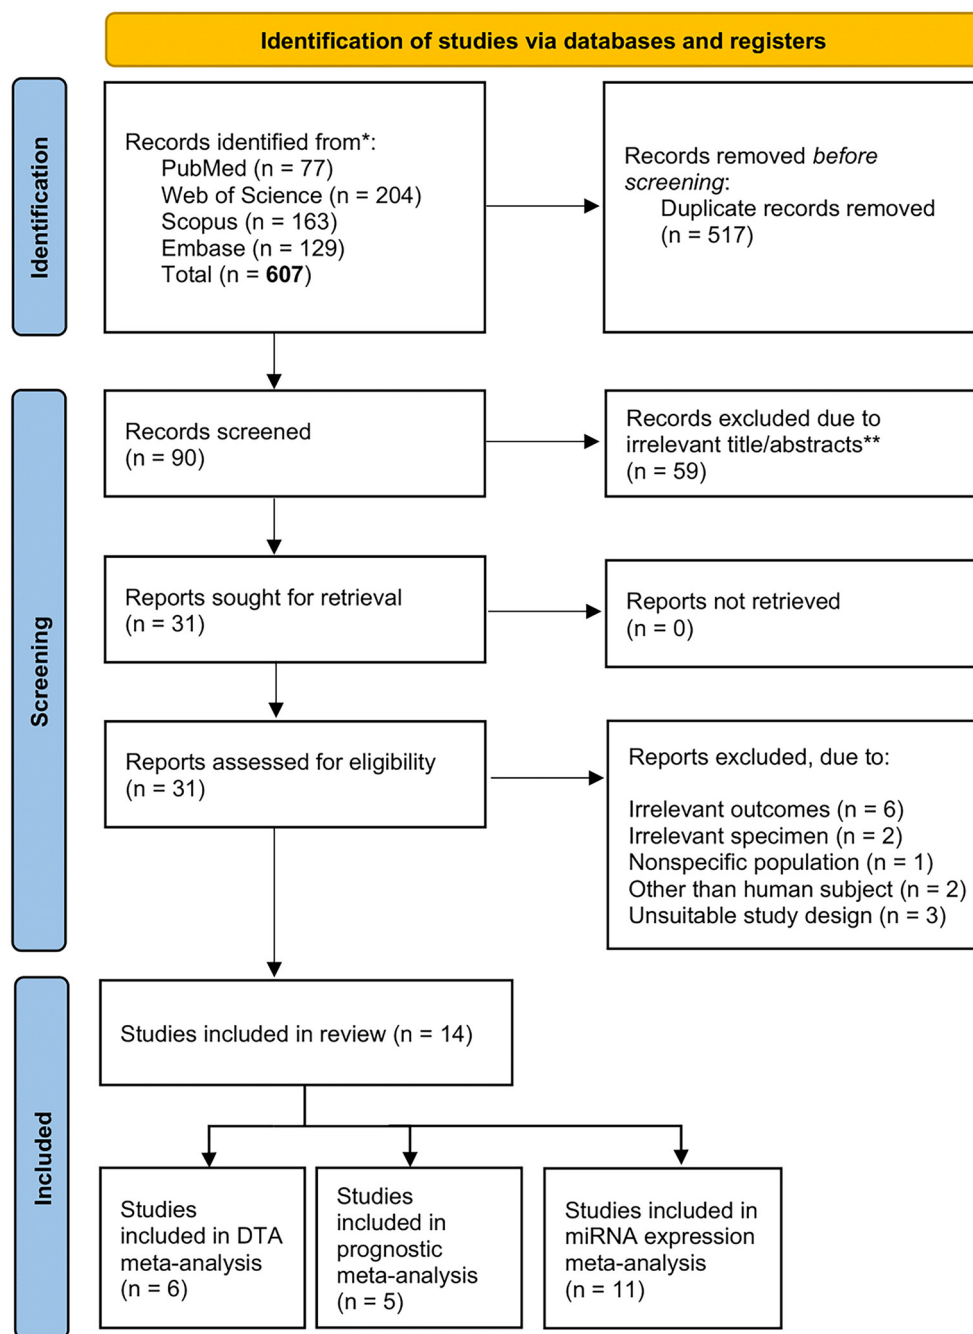 Identification of studies via databases and registers
Identification
Records identified from*:
PubMed (n = 77)
Web of Science (n = 204)
Scopus (n = 163)
Embase (n = 129)
Total (n = 607)
Records removed before
screening:
Duplicate records removed
(n = 517)
Screening
Records screened
(n = 90)
Records excluded due to
irrelevant title/abstracts**
(n = 59)
Reports sought for retrieval
(n = 31)
Reports not retrieved
(n = 0)
Reports assessed for eligibility
(n = 31)
Reports excluded, due to:
Irrelevant outcomes (n = 6)
Irrelevant specimen (n = 2)
Nonspecific population (n = 1)
Other than human subject (n = 2)
Unsuitable study design (n = 3)
Included
Studies included in review (n = 14)
Studies
included in DTA
meta-analysis
(n = 6)
Studies
included in
prognostic
meta-analysis
(n = 5)
Studies included in
miRNA expression
meta-analysis
(n = 11)